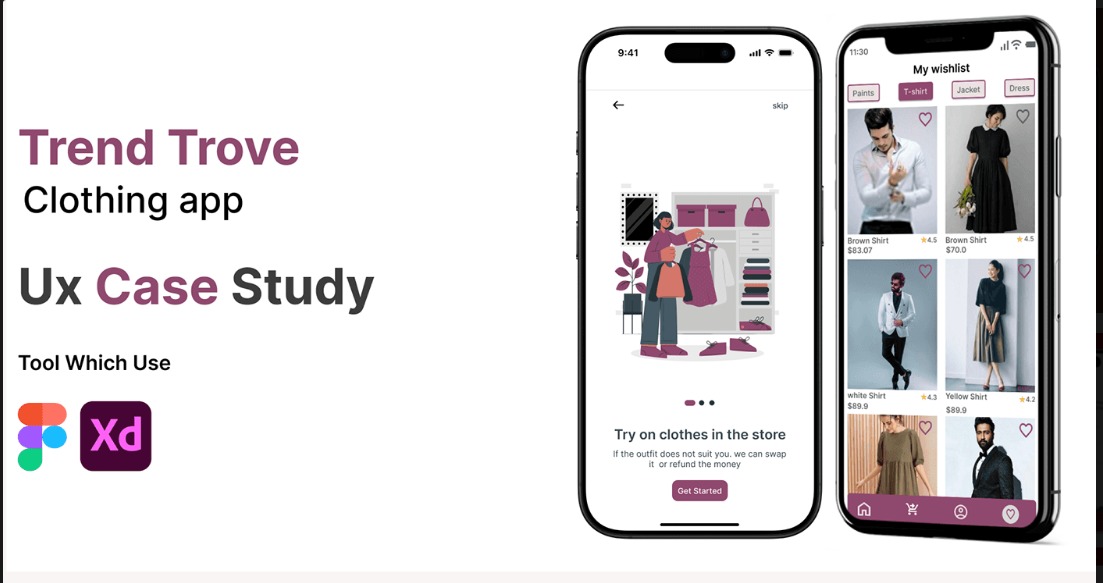 Trend Trove
Clothing app
Ux Case Study
Tool Which Use
Xd
9:41
skip
Try on clothes in the store
If the outfit does not suit you. we can swap
it or refund the money
Get Started
11:30
My wishlist
Paints T-shirt Jacket Dress
Brown Shirt 4.5
$83.07
Brown Shirt 4.5
$70.0
white Shirt 4.3
$89.9
Yellow Shirt 4.2
$89.9